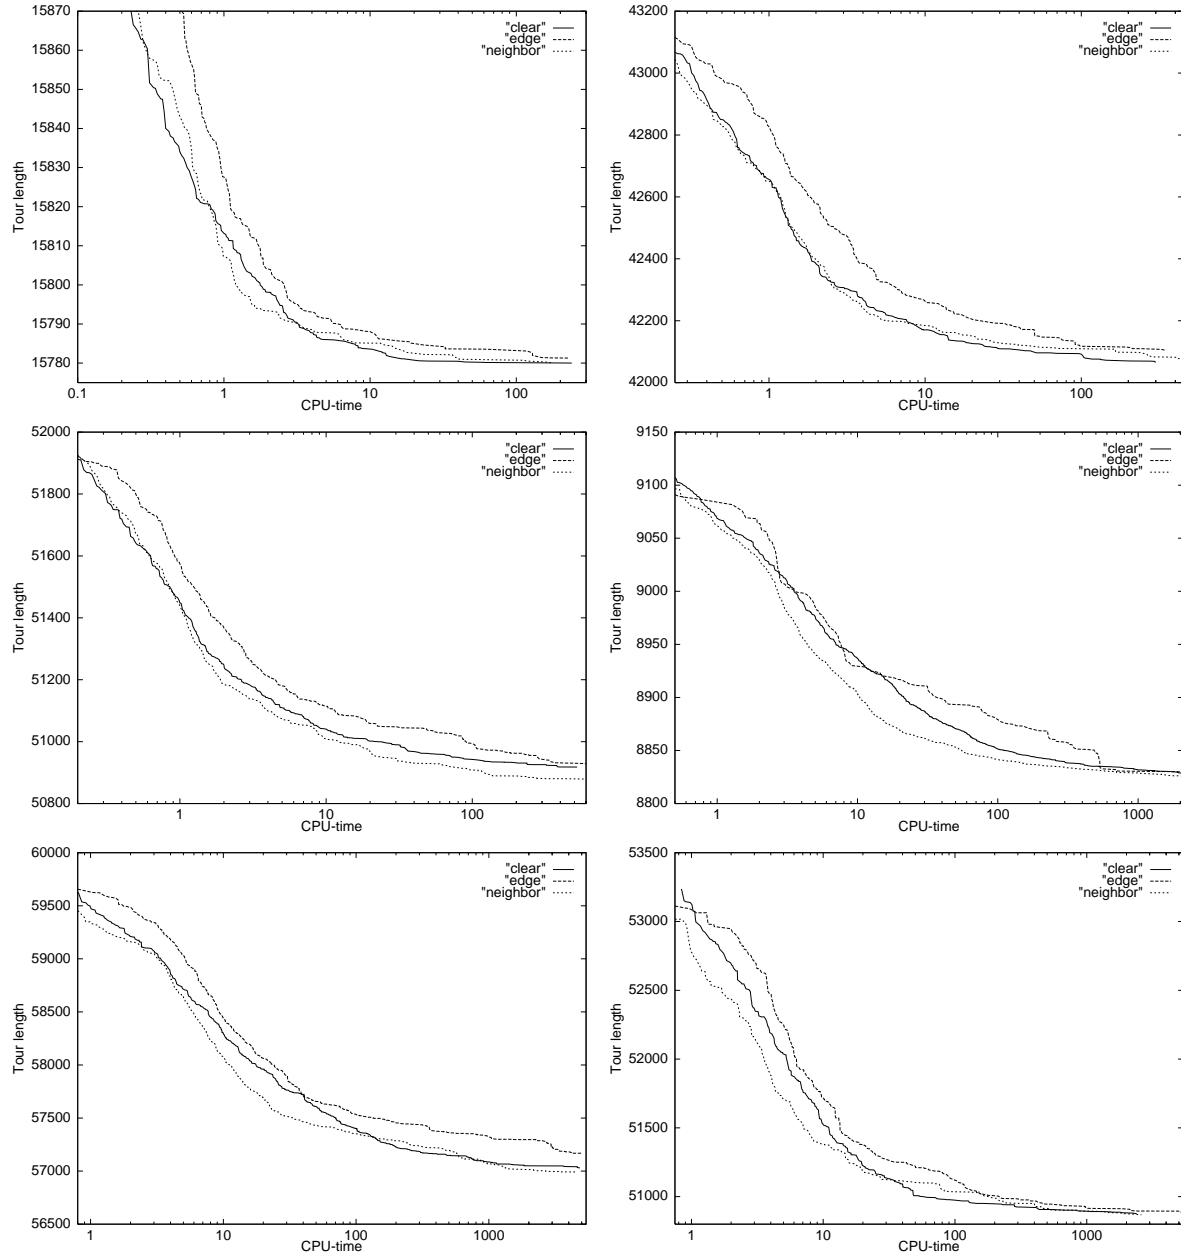 15870
15860
15850
15840
15830
15820
15810
15800
15790
15780
0.1 1 10 100
Tour length
CPU-time
"clear"
"edge"
"neighbor"
43200
43000
42800
42600
42400
42200
42000
1 10 100
Tour length
CPU-time
"clear"
"edge"
"neighbor"
52000
51800
51600
51400
51200
51000
50800
1 10 100
Tour length
CPU-time
"clear"
"edge"
"neighbor"
9150
9100
9050
9000
8950
8900
8850
8800
1 10 100 1000
Tour length
CPU-time
"clear"
"edge"
"neighbor"
60000
59500
59000
58500
58000
57500
57000
56500
1 10 100 1000
Tour length
CPU-time
"clear"
"edge"
"neighbor"
53500
53000
52500
52000
51500
51000
1 10 100 1000
Tour length
CPU-time
"clear"
"edge"
"neighbor"